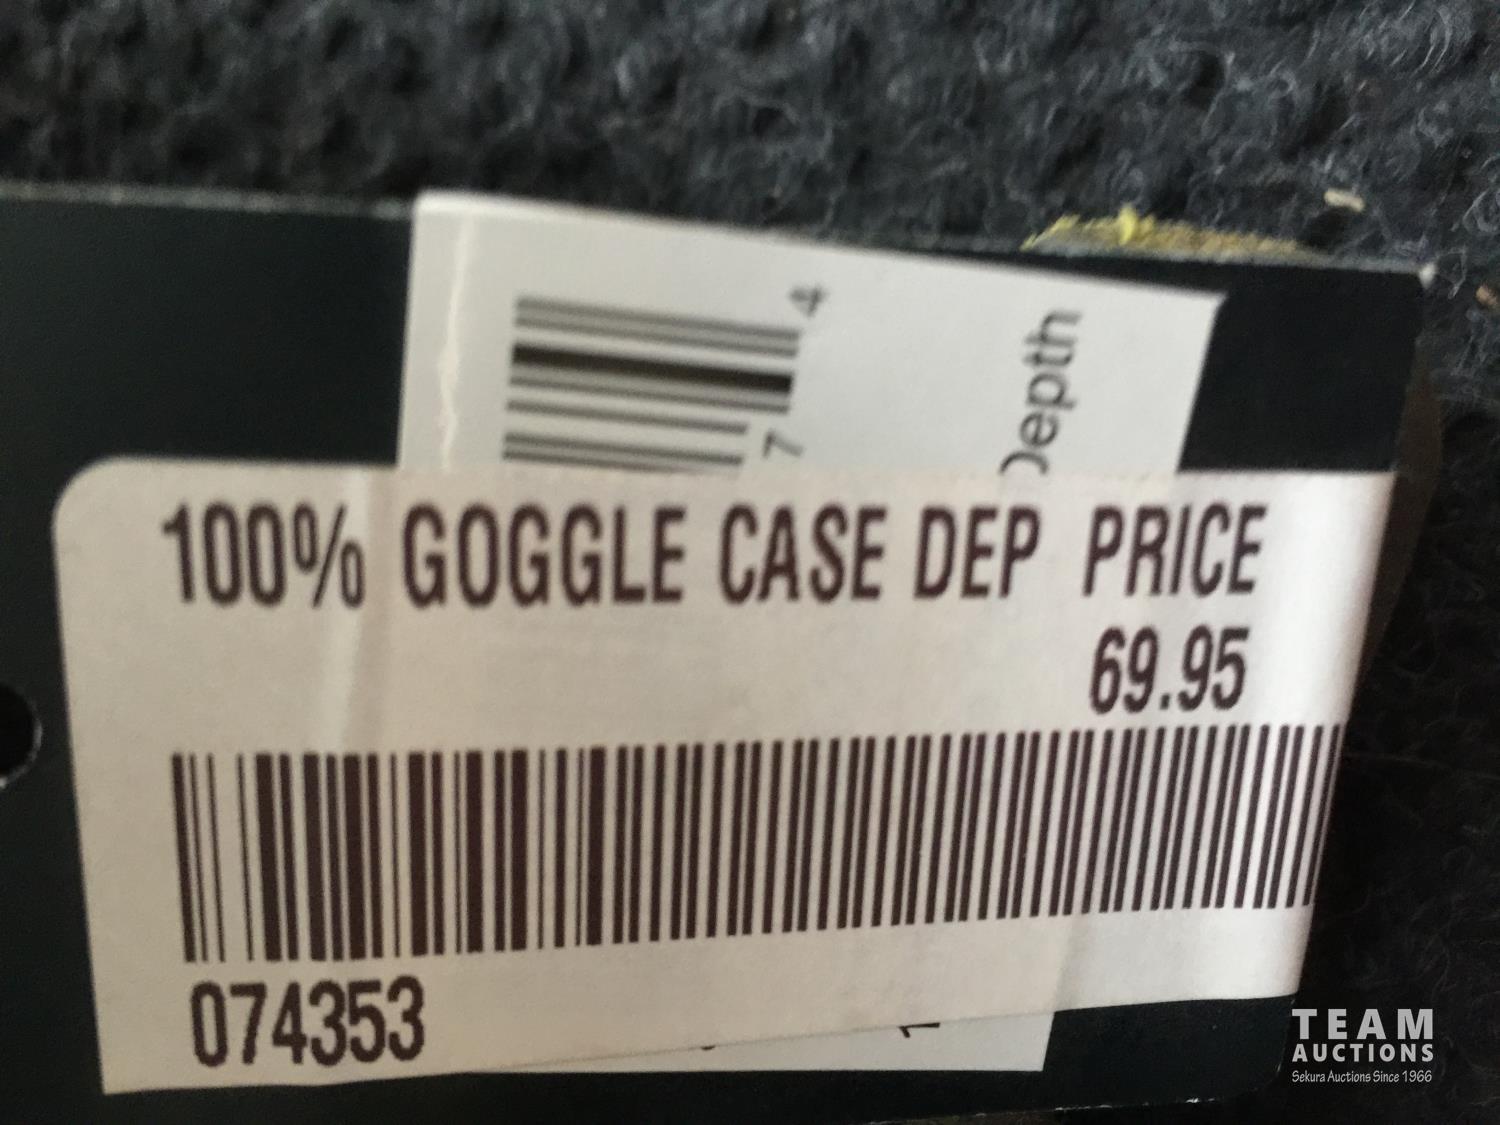 4
7
Depth
100% GOGGLE CASE DEP PRICE
69.95
074353
TEAM
AUCTIONS
Sekura Auctions Since 1966